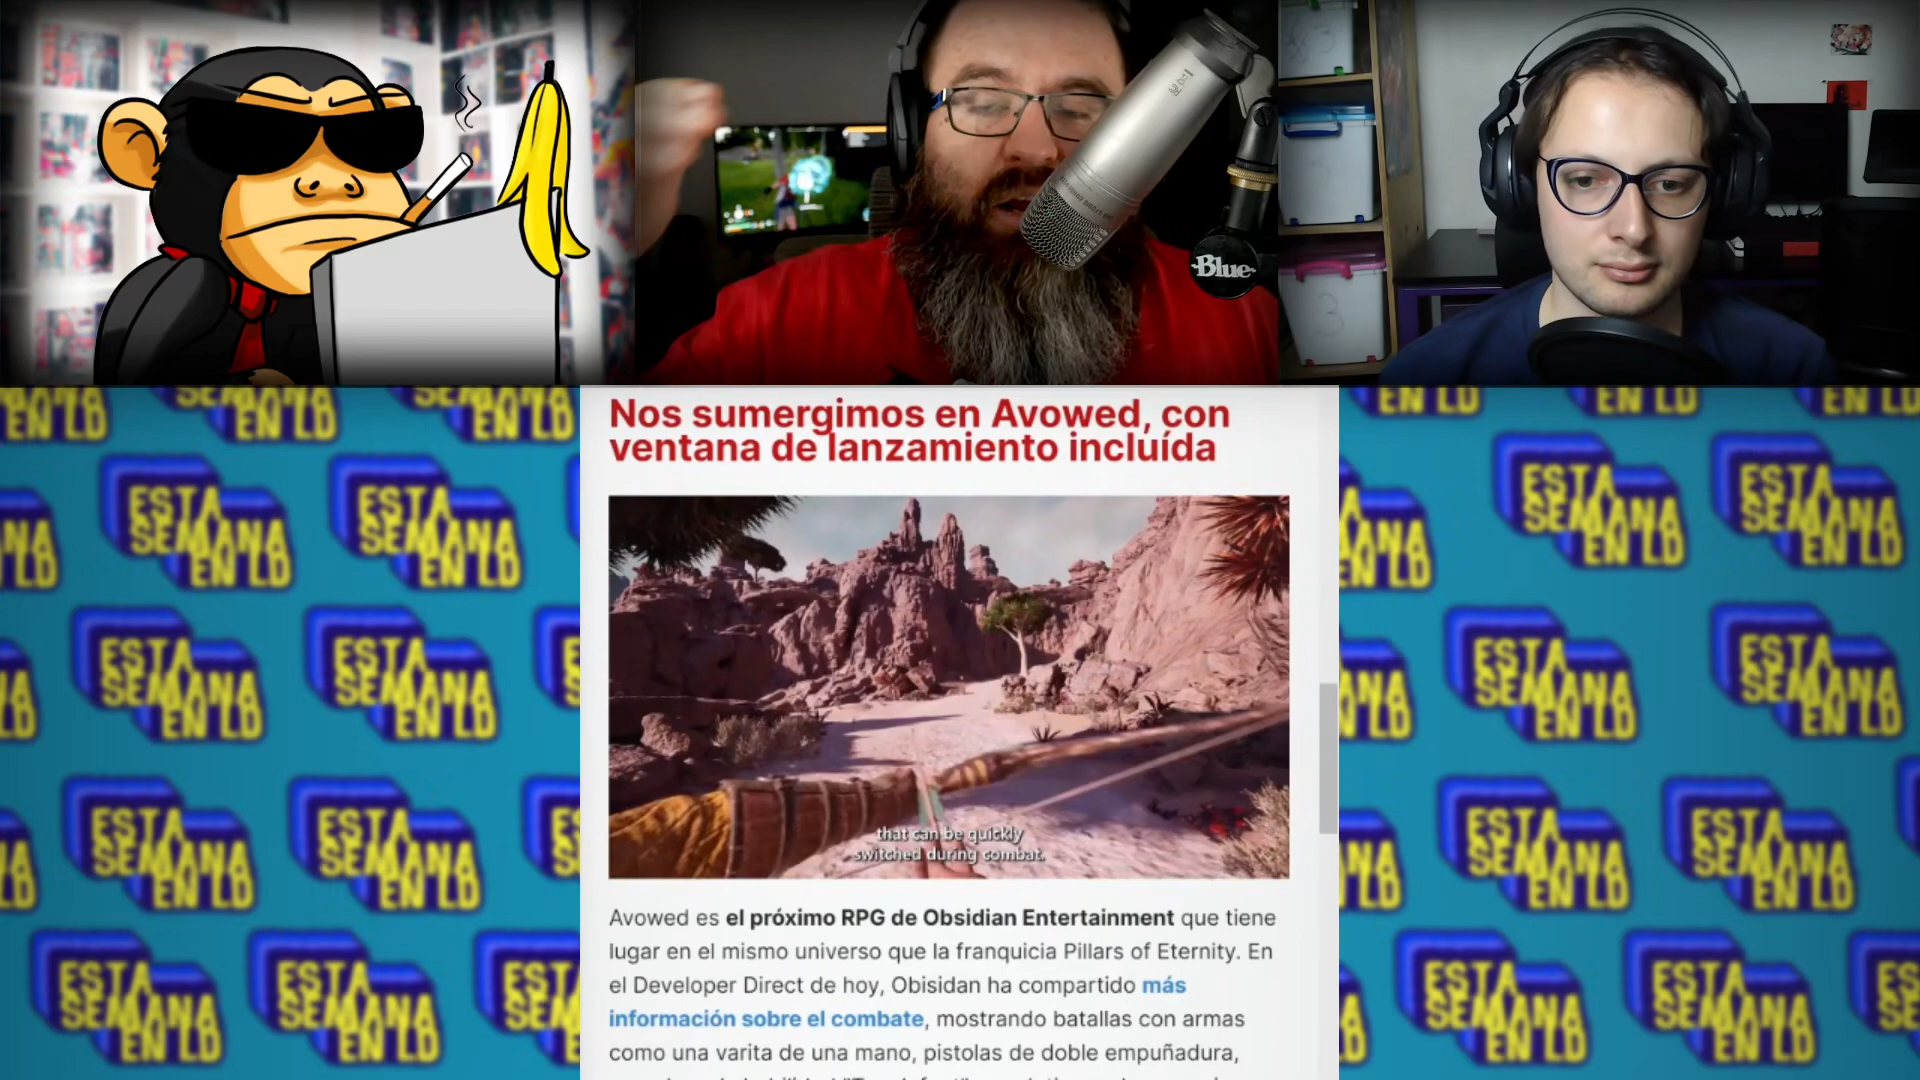 Blue
Nos sumergimos en Avowed, con
ventana de lanzamiento incluída
that can be quickly
switched during combat.
Avowed es el próximo RPG de Obsidian Entertainment que tiene
lugar en el mismo universo que la franquicia Pillars of Eternity. En
el Developer Direct de hoy, Obisidan ha compartido más
información sobre el combate, mostrando batallas con armas
como una varita de una mano, pistolas de doble empuñadura,
ESTA
SEMANA
EN LD